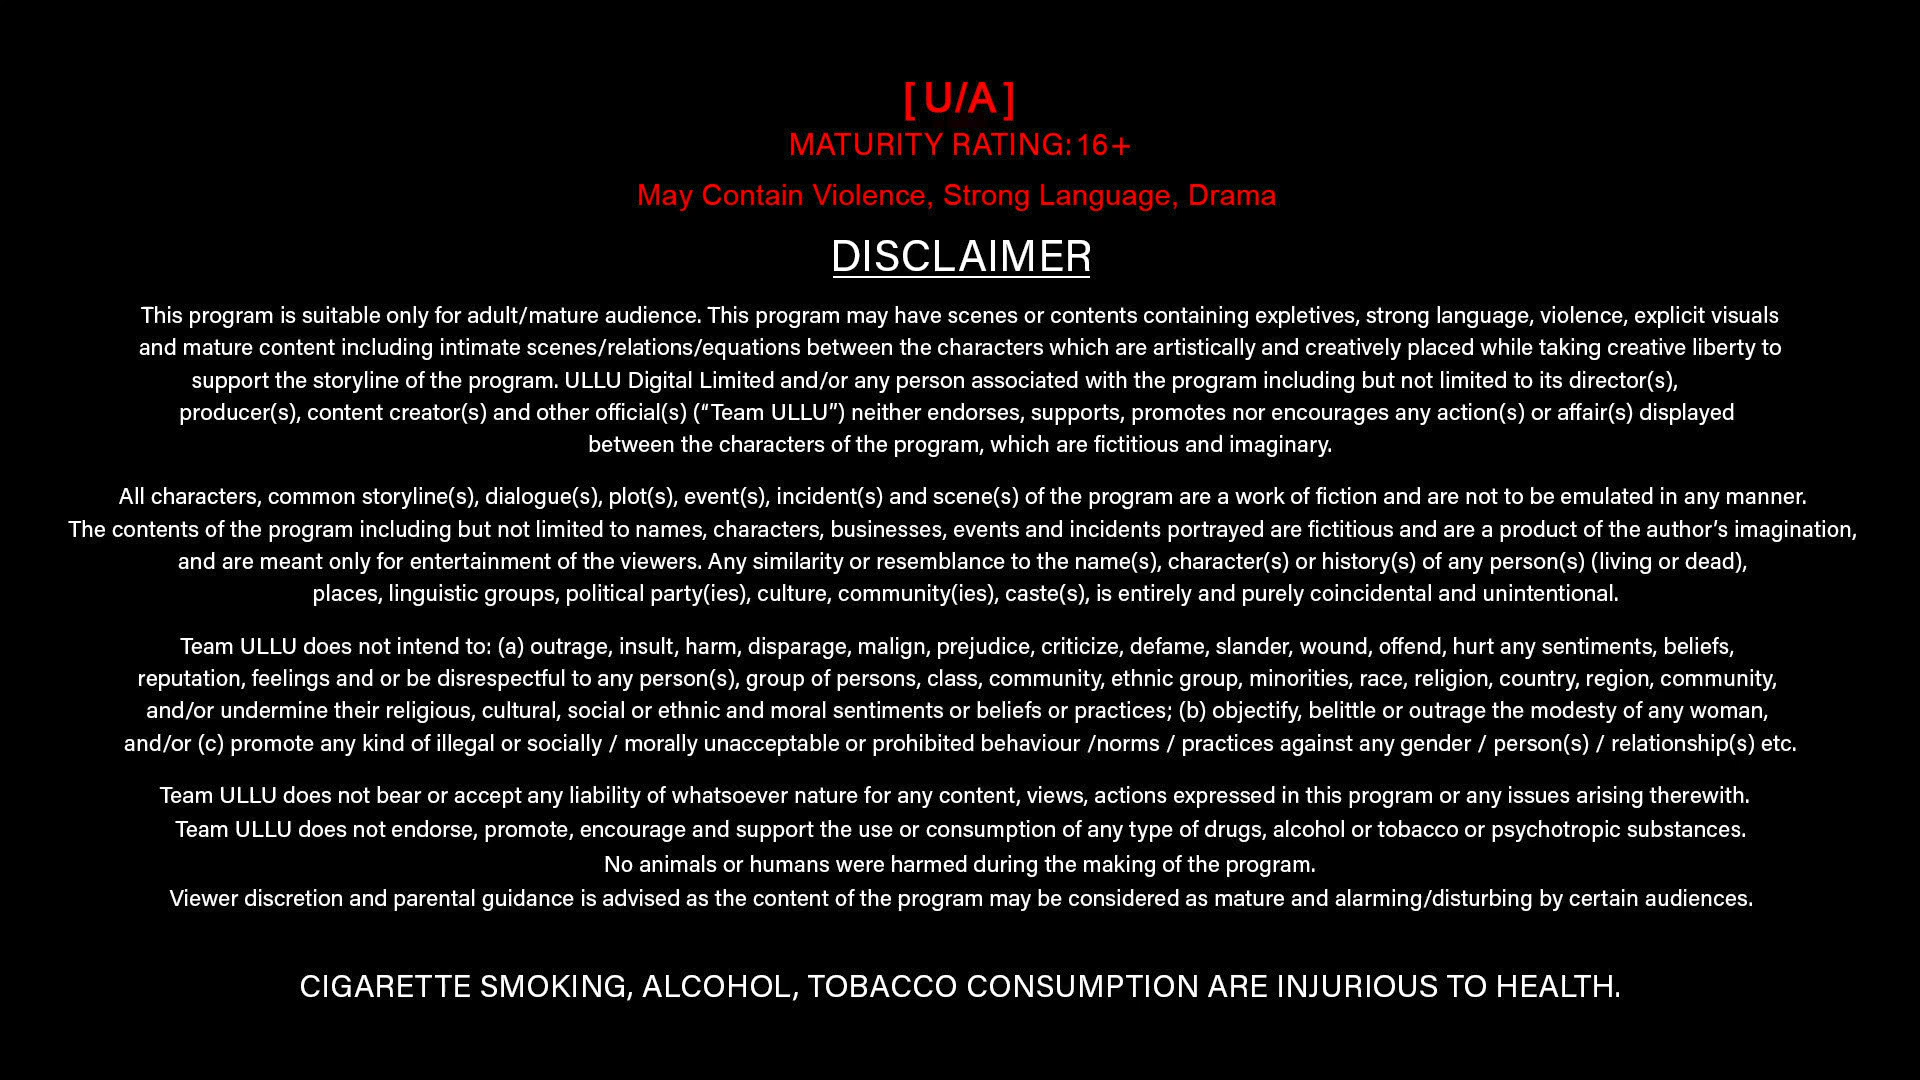 [ U/A ]
MATURITY RATING:16+
May Contain Violence, Strong Language, Drama
DISCLAIMER
This program is suitable only for adult/mature audience. This program may have scenes or contents containing expletives, strong language, violence, explicit visuals
and mature content including intimate scenes/relations/equations between the characters which are artistically and creatively placed while taking creative liberty to
support the storyline of the program. ULLU Digital Limited and/or any person associated with the program including but not limited to its director(s),
producer(s), content creator(s) and other official(s) (“Team ULLU”) neither endorses, supports, promotes nor encourages any action(s) or affair(s) displayed
between the characters of the program, which are fictitious and imaginary.
All characters, common storyline(s), dialogue(s), plot(s), event(s), incident(s) and scene(s) of the program are a work of fiction and are not to be emulated in any manner.
The contents of the program including but not limited to names, characters, businesses, events and incidents portrayed are fictitious and are a product of the author’s imagination,
and are meant only for entertainment of the viewers. Any similarity or resemblance to the name(s), character(s) or history(s) of any person(s) (living or dead),
places, linguistic groups, political party(ies), culture, community(ies), caste(s), is entirely and purely coincidental and unintentional.
Team ULLU does not intend to: (a) outrage, insult, harm, disparage, malign, prejudice, criticize, defame, slander, wound, offend, hurt any sentiments, beliefs,
reputation, feelings and or be disrespectful to any person(s), group of persons, class, community, ethnic group, minorities, race, religion, country, region, community,
and/or undermine their religious, cultural, social or ethnic and moral sentiments or beliefs or practices; (b) objectify, belittle or outrage the modesty of any woman,
and/or (c) promote any kind of illegal or socially / morally unacceptable or prohibited behaviour /norms / practices against any gender / person(s) / relationship(s) etc.
Team ULLU does not bear or accept any liability of whatsoever nature for any content, views, actions expressed in this program or any issues arising therewith.
Team ULLU does not endorse, promote, encourage and support the use or consumption of any type of drugs, alcohol or tobacco or psychotropic substances.
No animals or humans were harmed during the making of the program.
Viewer discretion and parental guidance is advised as the content of the program may be considered as mature and alarming/disturbing by certain audiences.
CIGARETTE SMOKING, ALCOHOL, TOBACCO CONSUMPTION ARE INJURIOUS TO HEALTH.